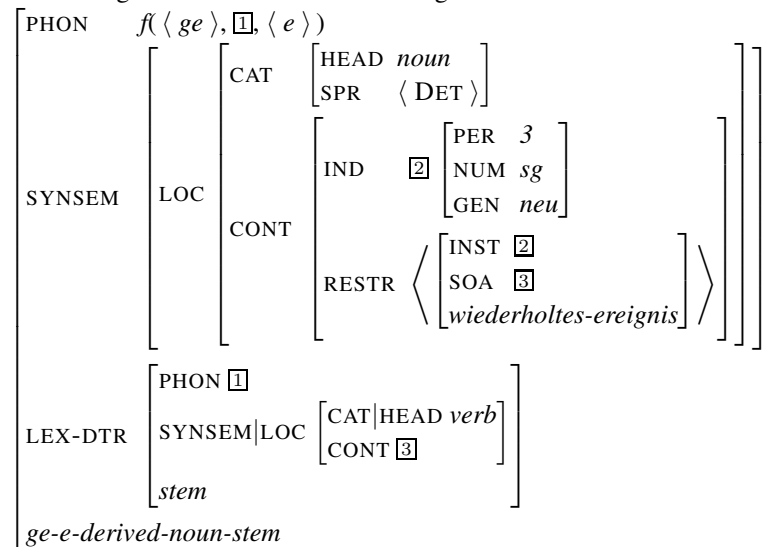 PHON f(⟨ ge ⟩, 1, ⟨ e ⟩)
SYNSEM LOC CAT HEAD noun
SPR ⟨ DET ⟩
CONT IND 2 PER 3
NUM sg
GEN neu
RESTR ⟨ INST 2
SOA 3
wiederholtes-ereignis ⟩
LEX-DTR PHON 1
SYNSEM|LOC CAT|HEAD verb
CONT 3
stem
ge-e-derived-noun-stem